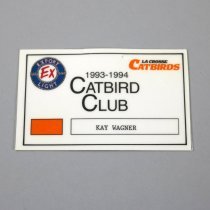 EXPORT
Ex
LIGHT
LA CROSSE
CATBIRDS
1993-1994
CATBIRD
CLUB
KAY WAGNER